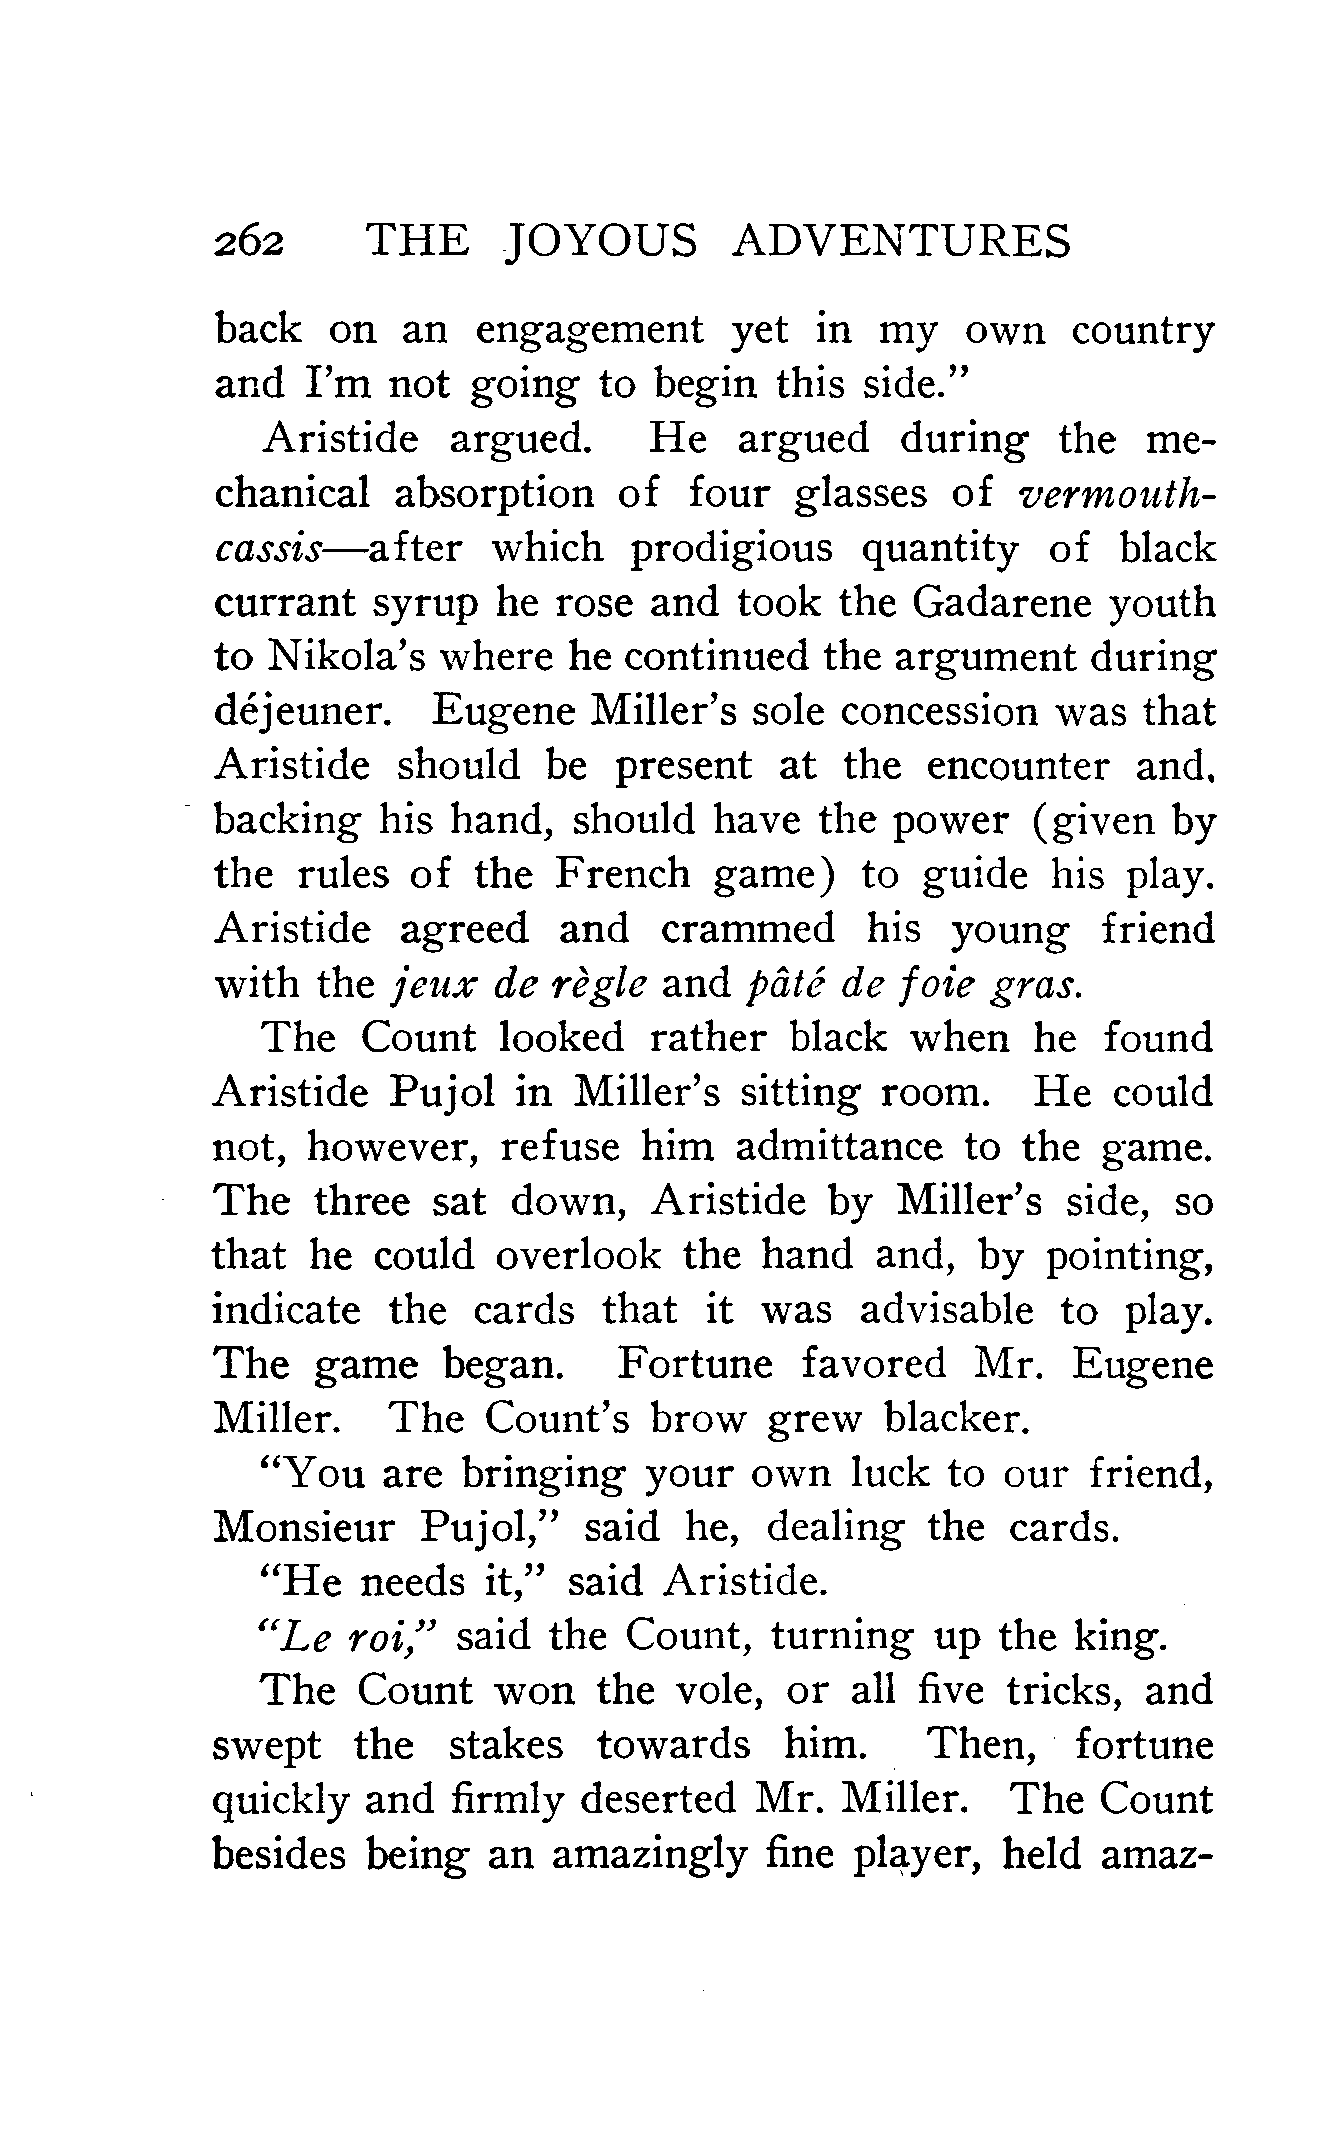 262 THE JOYOUS ADVENTURES
back on an engagement yet in my own country
and I’m not going to begin this side.”
Aristide argued. He argued during the me-
chanical absorption of four glasses of vermouth-
cassis—after which prodigious quantity of black
currant syrup he rose and took the Gadarene youth
to Nikola’s where he continued the argument during
déjeuner. Eugene Miller’s sole concession was that
Aristide should be present at the encounter and,
backing his hand, should have the power (given by
the rules of the French game) to guide his play.
Aristide agreed and crammed his young friend
with the jeux de règle and pâté de foie gras.
The Count looked rather black when he found
Aristide Pujol in Miller’s sitting room. He could
not, however, refuse him admittance to the game.
The three sat down, Aristide by Miller’s side, so
that he could overlook the hand and, by pointing,
indicate the cards that it was advisable to play.
The game began. Fortune favored Mr. Eugene
Miller. The Count’s brow grew blacker.
“You are bringing your own luck to our friend,
Monsieur Pujol,” said he, dealing the cards.
“He needs it,” said Aristide.
“Le roi,” said the Count, turning up the king.
The Count won the vole, or all five tricks, and
swept the stakes towards him. Then, fortune
quickly and firmly deserted Mr. Miller. The Count
besides being an amazingly fine player, held amaz-